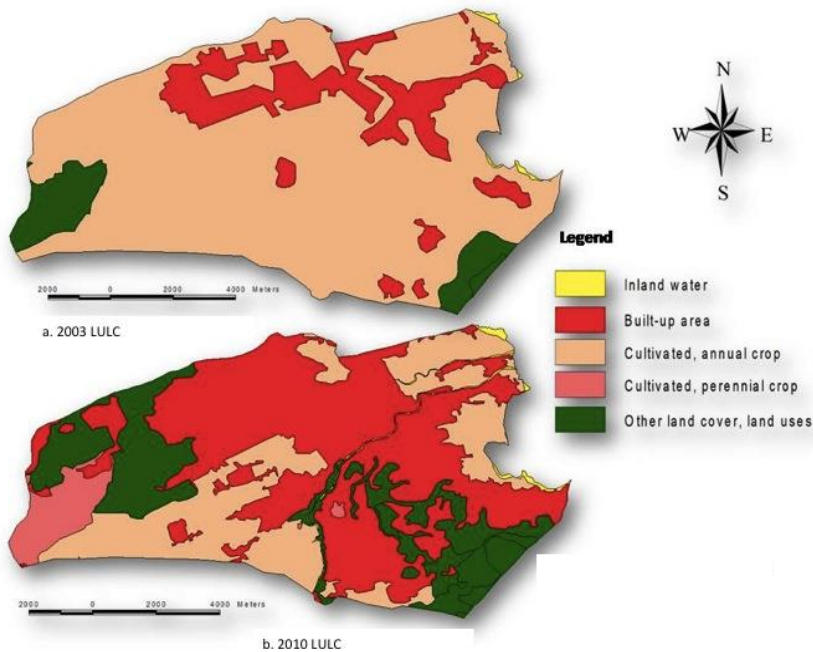 N
W E
S
2000 0 2000 4000 Meters
a. 2003 LULC
Legend
Inland water
Built-up area
Cultivated, annual crop
Cultivated, perennial crop
Other land cover, land uses
2000 0 2000 4000 Meters
b. 2010 LULC